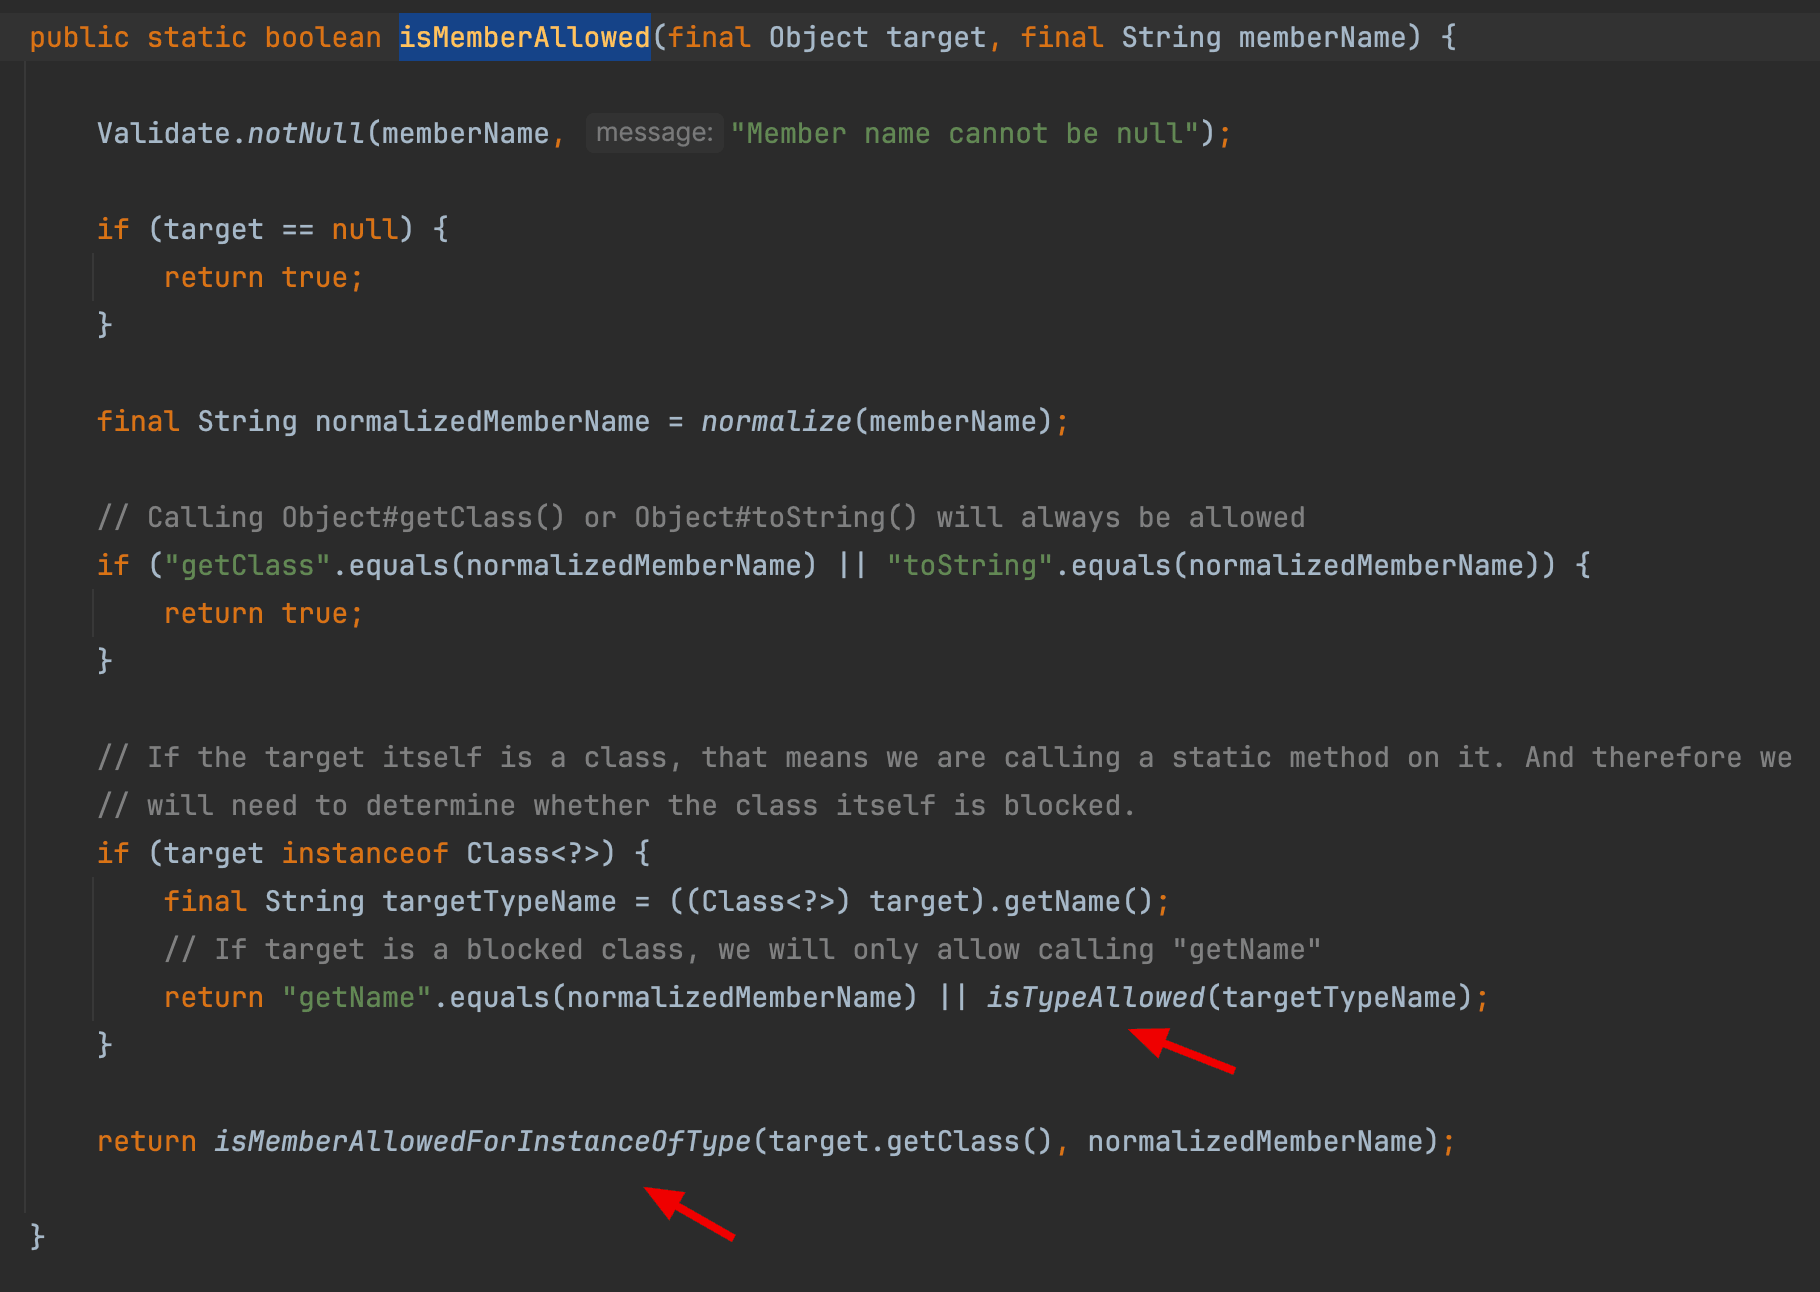 public static boolean isMemberAllowed(final Object target, final String memberName) {
Validate.notNull(memberName, message: "Member name cannot be null");
if (target == null) {
return true;
}
final String normalizedMemberName = normalize(memberName);
// Calling Object#getClass() or Object#toString() will always be allowed
if ("getClass".equals(normalizedMemberName) || "toString".equals(normalizedMemberName)) {
return true;
}
// If the target itself is a class, that means we are calling a static method on it. And therefore we
// will need to determine whether the class itself is blocked.
if (target instanceof Class<?>) {
final String targetTypeName = ((Class<?>) target).getName();
// If target is a blocked class, we will only allow calling "getName"
return "getName".equals(normalizedMemberName) || isTypeAllowed(targetTypeName);
}
return isMemberAllowedForInstanceOfType(target.getClass(), normalizedMemberName);
}